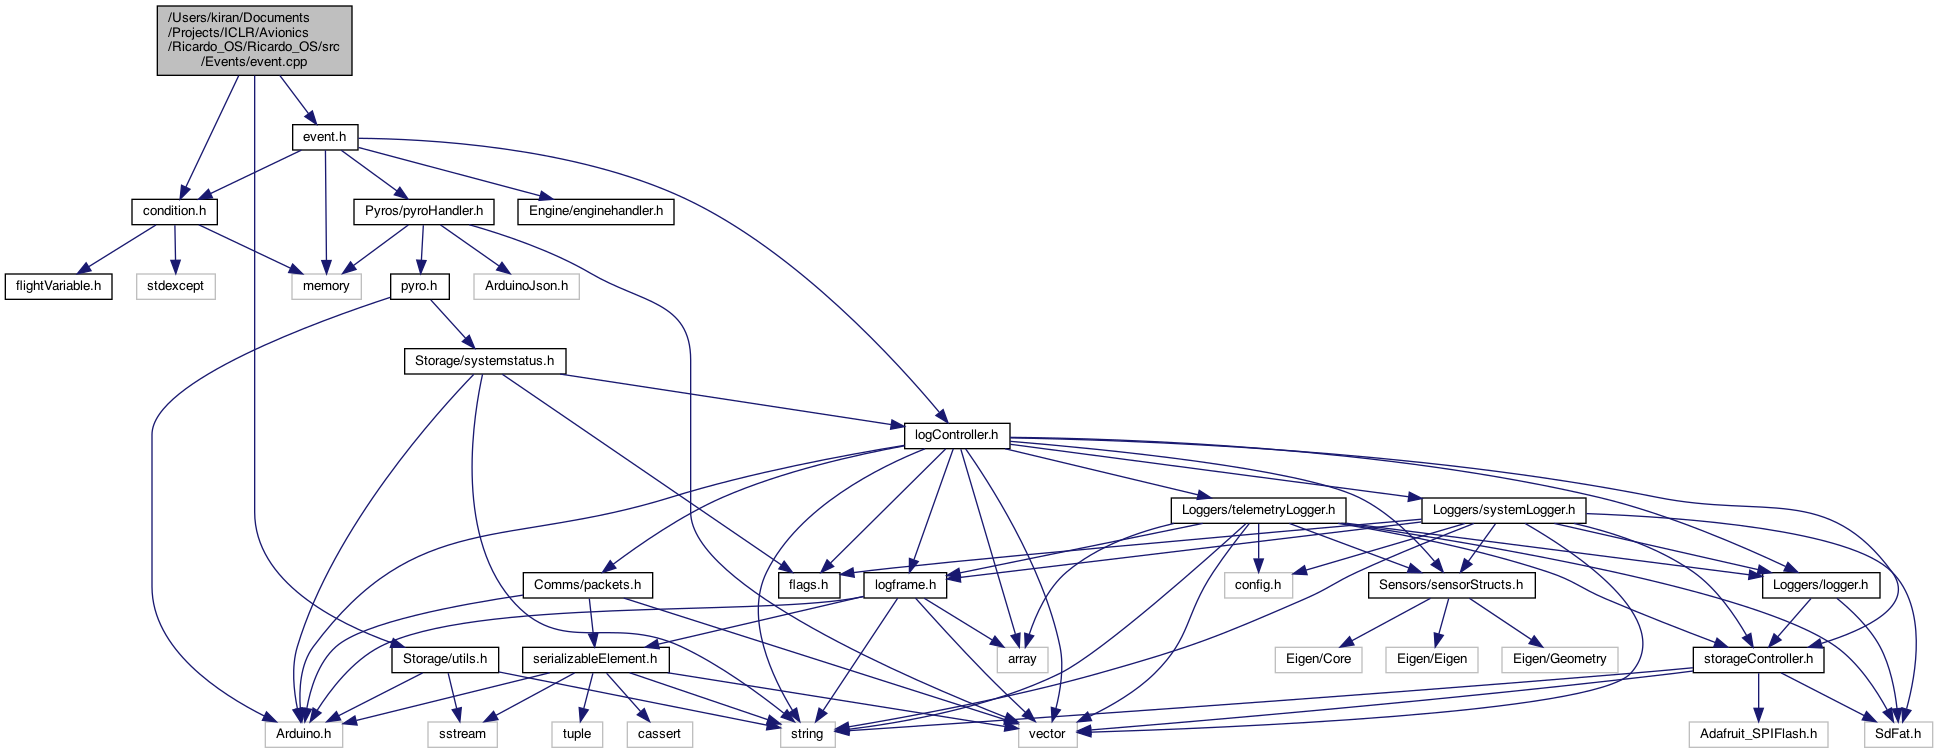 /Users/kiran/Documents
/Projects/ICLR/Avionics
/Ricardo_OS/Ricardo_OS/src
/Events/event.cpp
event.h
condition.h
Pyros/pyroHandler.h
Engine/enginehandler.h
flightVariable.h
stdexcept
memory
pyro.h
ArduinoJson.h
Storage/systemstatus.h
logController.h
Loggers/telemetryLogger.h
Loggers/systemLogger.h
Comms/packets.h
flags.h
logframe.h
config.h
Sensors/sensorStructs.h
Loggers/logger.h
Storage/utils.h
serializableElement.h
array
Eigen/Core
Eigen/Eigen
Eigen/Geometry
storageController.h
Arduino.h
sstream
tuple
cassert
string
vector
Adafruit_SPIFlash.h
SdFat.h